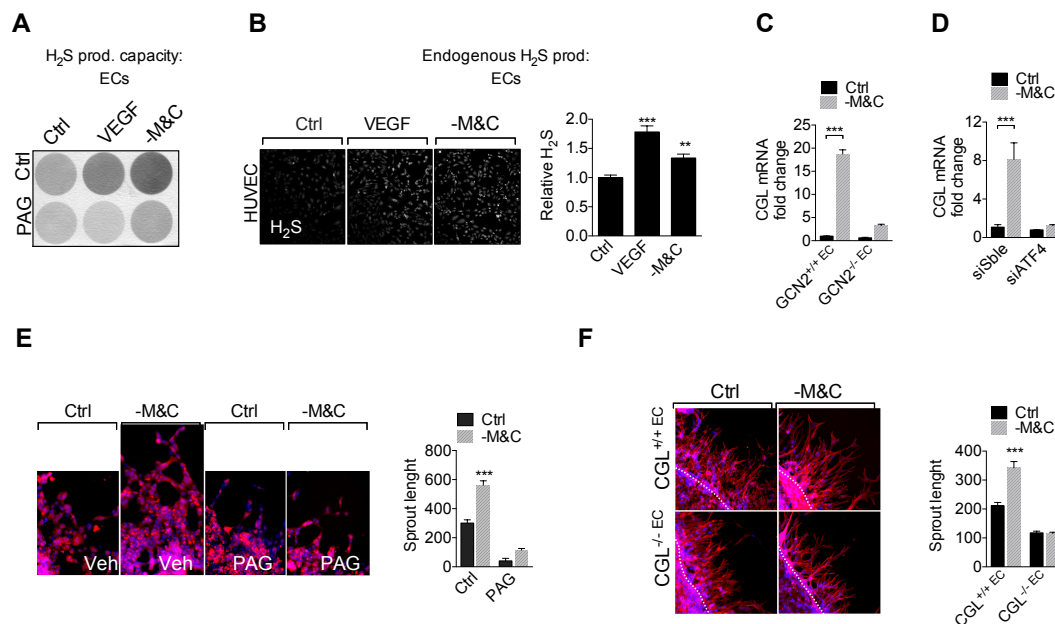 A
H2S prod. capacity:
ECs
Ctrl
VEGF
-M&C
Ctrl
PAG
B
Endogenous H2S prod:
ECs
Ctrl
VEGF
-M&C
HUVEC
H2S
Relative H2S
2.0
1.5
1.0
0.5
0.0
***
**
Ctrl
VEGF
-M&C
C
Ctrl
-M&C
CGL mRNA
fold change
25
20
15
10
5
0
***
GCN2+/+ EC
GCN2-/- EC
D
Ctrl
-M&C
CGL mRNA
fold change
12
8
4
0
***
siSble
siATF4
E
Ctrl
-M&C
Ctrl
-M&C
Veh
Veh
PAG
PAG
Ctrl
-M&C
Sprout lenght
800
600
300
0
***
Ctrl
PAG
F
Ctrl
-M&C
CGL+/+ EC
CGL-/- EC
Ctrl
-M&C
Sprout lenght
400
300
200
100
0
***
CGL+/+ EC
CGL-/- EC